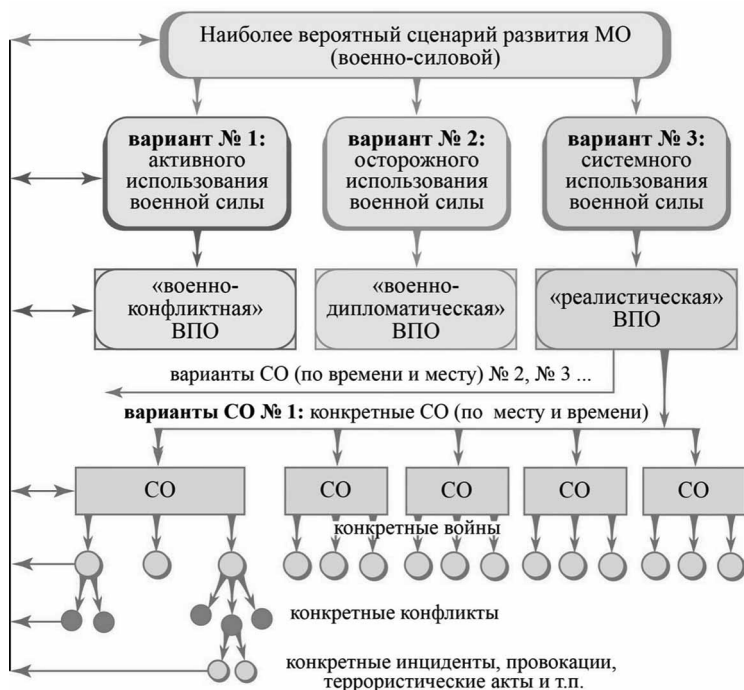 Наиболее вероятный сценарий развития МО
(военно-силовой)
вариант № 1:
активного
использования
военной силы
вариант № 2:
осторожного
использования
военной силы
вариант № 3:
системного
использования
военной силы
«военно-
конфликтная»
ВПО
«военно-
дипломатическая»
ВПО
«реалистическая»
ВПО
варианты СО (по времени и месту) № 2, № 3 ...
варианты СО № 1: конкретные СО (по месту и времени)
СО
СО
СО
СО
СО
конкретные войны
конкретные конфликты
конкретные инциденты, провокации,
террористические акты и т.п.